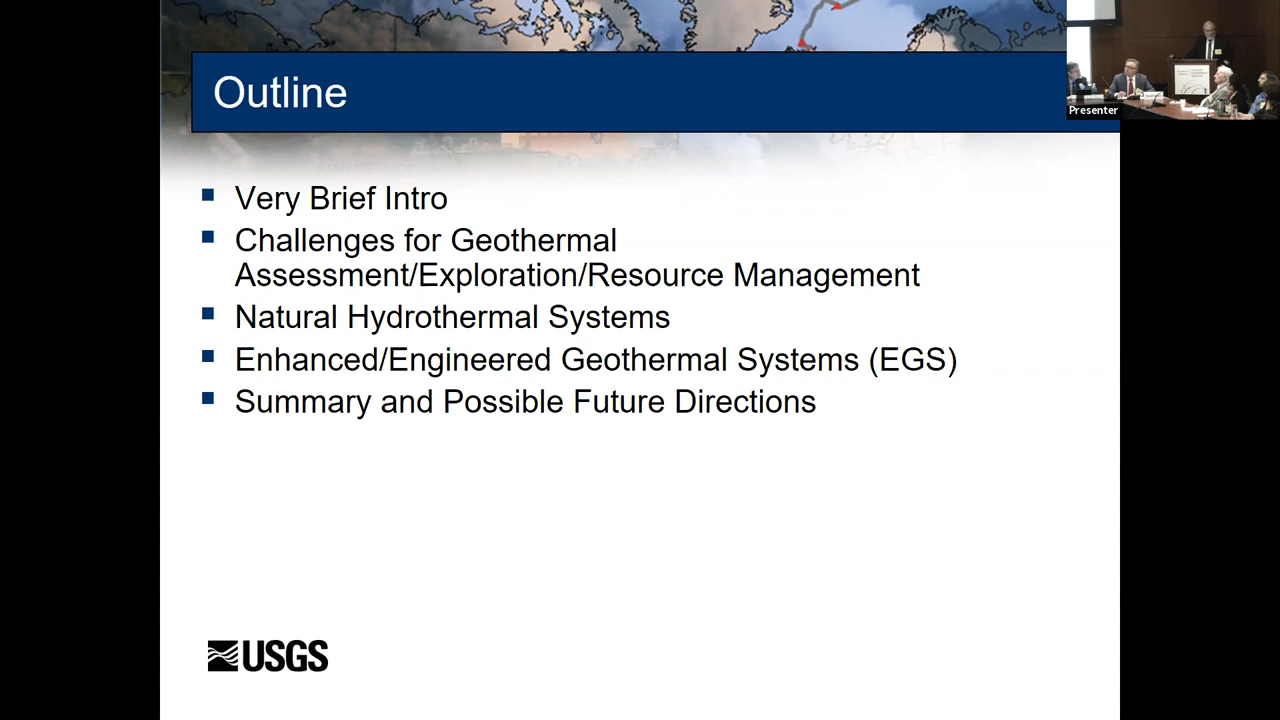 Outline
Presenter
Very Brief Intro
Challenges for Geothermal
Assessment/Exploration/Resource Management
Natural Hydrothermal Systems
Enhanced/Engineered Geothermal Systems (EGS)
Summary and Possible Future Directions
USGS